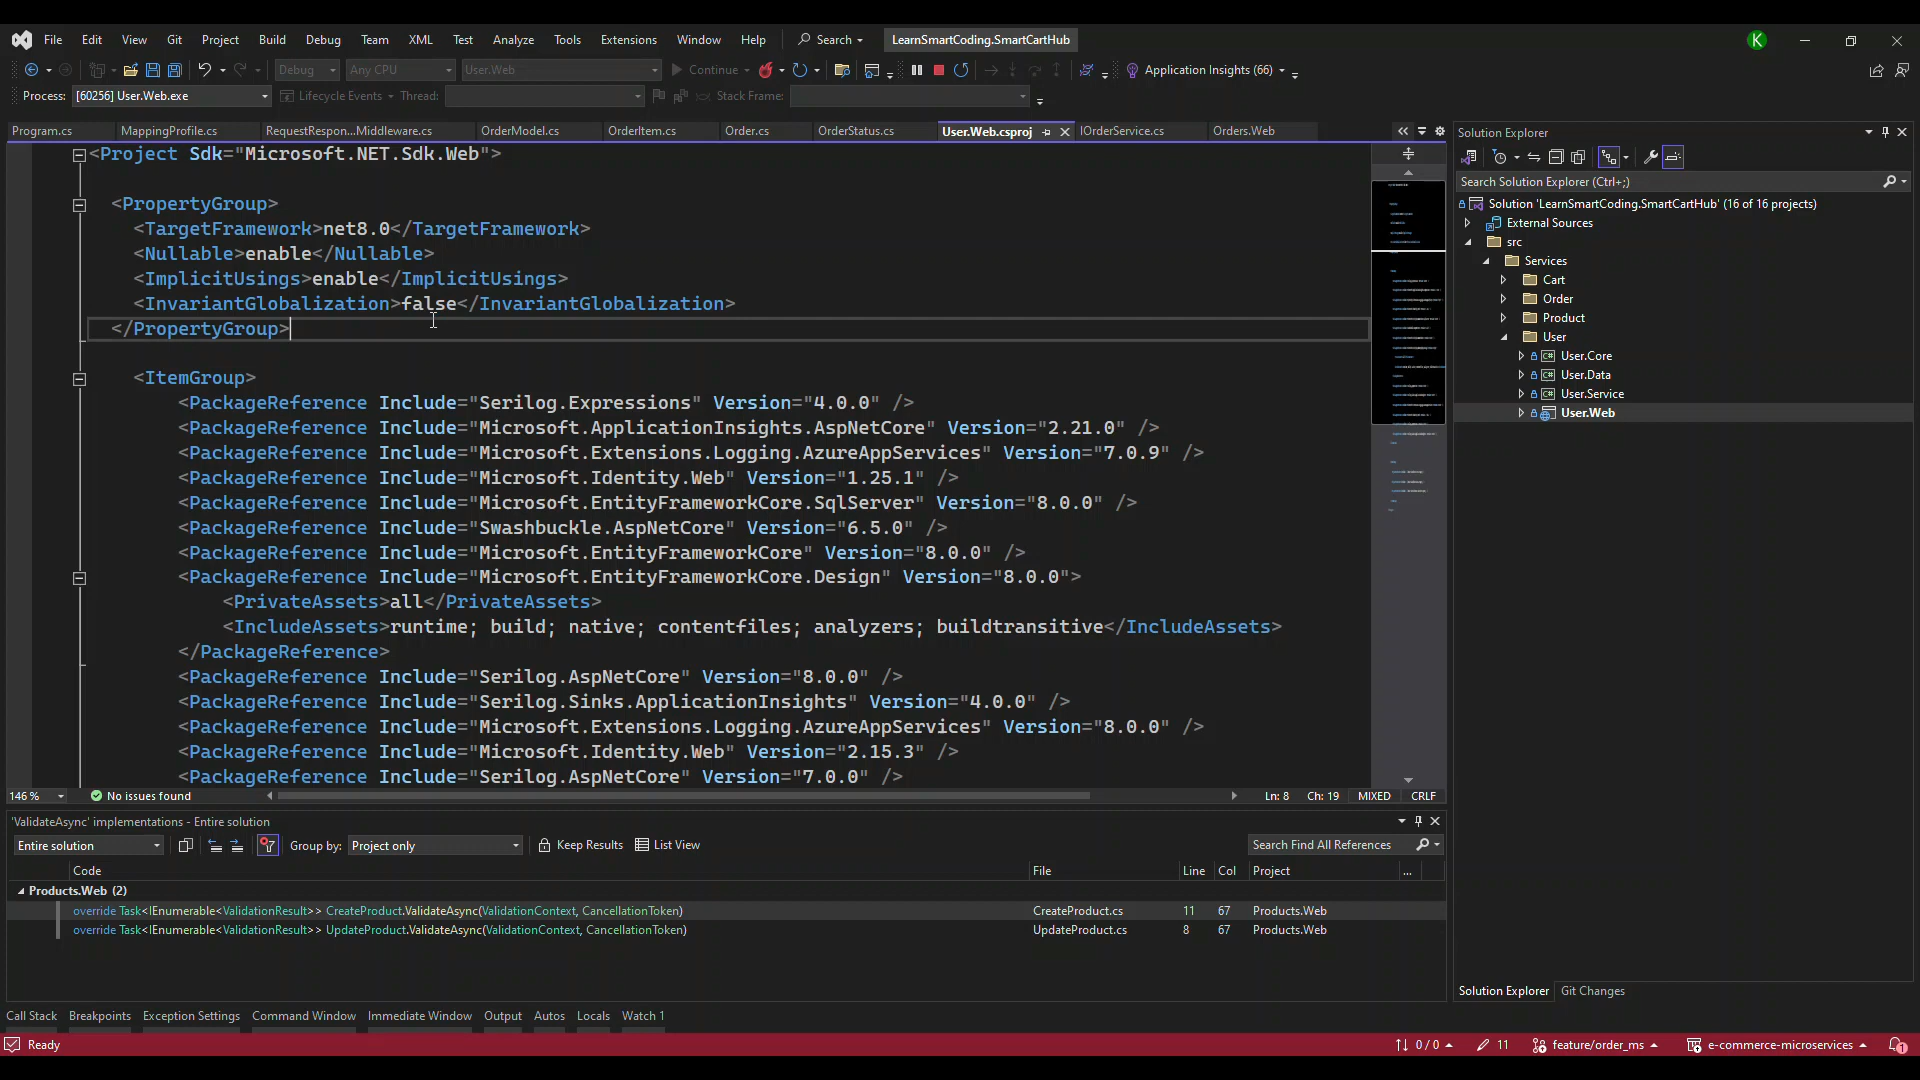 File Edit View Git Project Build Debug Team XML Test Analyze Tools Extensions Window Help Search LearnSmartCoding.SmartCartHub K
Debug Any CPU User.Web Continue Application Insights (66)
Process: [60256] User.Web.exe Lifecycle Events Thread: Stack Frame:
Program.cs MappingProfile.cs RequestRespon...Middleware.cs OrderModel.cs OrderItem.cs Order.cs OrderStatus.cs User.Web.csproj IOrderService.cs Orders.Web
<Project Sdk="Microsoft.NET.Sdk.Web">
<PropertyGroup>
<TargetFramework>net8.0</TargetFramework>
<Nullable>enable</Nullable>
<ImplicitUsings>enable</ImplicitUsings>
<InvariantGlobalization>false</InvariantGlobalization>
</PropertyGroup>
<ItemGroup>
<PackageReference Include="Serilog.Expressions" Version="4.0.0" />
<PackageReference Include="Microsoft.ApplicationInsights.AspNetCore" Version="2.21.0" />
<PackageReference Include="Microsoft.Extensions.Logging.AzureAppServices" Version="7.0.9" />
<PackageReference Include="Microsoft.Identity.Web" Version="1.25.1" />
<PackageReference Include="Microsoft.EntityFrameworkCore.SqlServer" Version="8.0.0" />
<PackageReference Include="Swashbuckle.AspNetCore" Version="6.5.0" />
<PackageReference Include="Microsoft.EntityFrameworkCore" Version="8.0.0" />
<PackageReference Include="Microsoft.EntityFrameworkCore.Design" Version="8.0.0">
<PrivateAssets>all</PrivateAssets>
<IncludeAssets>runtime; build; native; contentfiles; analyzers; buildtransitive</IncludeAssets>
</PackageReference>
<PackageReference Include="Serilog.AspNetCore" Version="8.0.0" />
<PackageReference Include="Serilog.Sinks.ApplicationInsights" Version="4.0.0" />
<PackageReference Include="Microsoft.Extensions.Logging.AzureAppServices" Version="8.0.0" />
<PackageReference Include="Microsoft.Identity.Web" Version="2.15.3" />
<PackageReference Include="Serilog.AspNetCore" Version="7.0.0" />
146 % No issues found Ln: 8 Ch: 19 MIXED CRLF
Solution Explorer
Search Solution Explorer (Ctrl+;)
Solution 'LearnSmartCoding.SmartCartHub' (16 of 16 projects)
External Sources
src
Services
Cart
Order
Product
User
User.Core
User.Data
User.Service
User.Web
Solution Explorer Git Changes
'ValidateAsync' implementations - Entire solution
Entire solution Group by: Project only Keep Results List View Search Find All References
Code File Line Col Project ...
Products.Web (2)
override Task<IEnumerable<ValidationResult>> CreateProduct.ValidateAsync(ValidationContext, CancellationToken) CreateProduct.cs 11 67 Products.Web
override Task<IEnumerable<ValidationResult>> UpdateProduct.ValidateAsync(ValidationContext, CancellationToken) UpdateProduct.cs 8 67 Products.Web
Call Stack Breakpoints Exception Settings Command Window Immediate Window Output Autos Locals Watch 1
Ready 0 / 0 11 feature/order_ms e-commerce-microservices 1